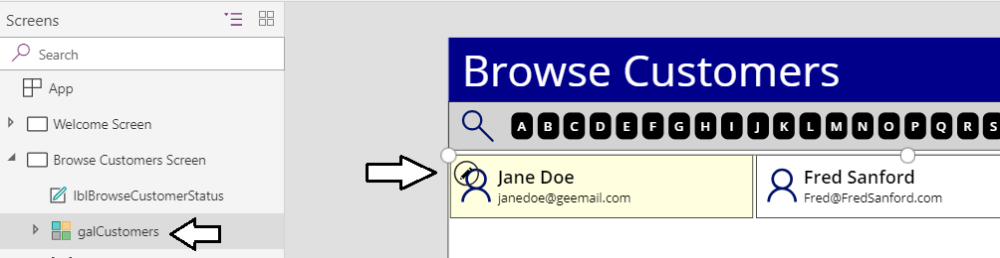 Screens
Search
App
Welcome Screen
Browse Customers Screen
lblBrowseCustomerStatus
galCustomers
Browse Customers
A B C D E F G H I J K L M N O P Q R S
Jane Doe
janedoe@geemail.com
Fred Sanford
Fred@FredSanford.com